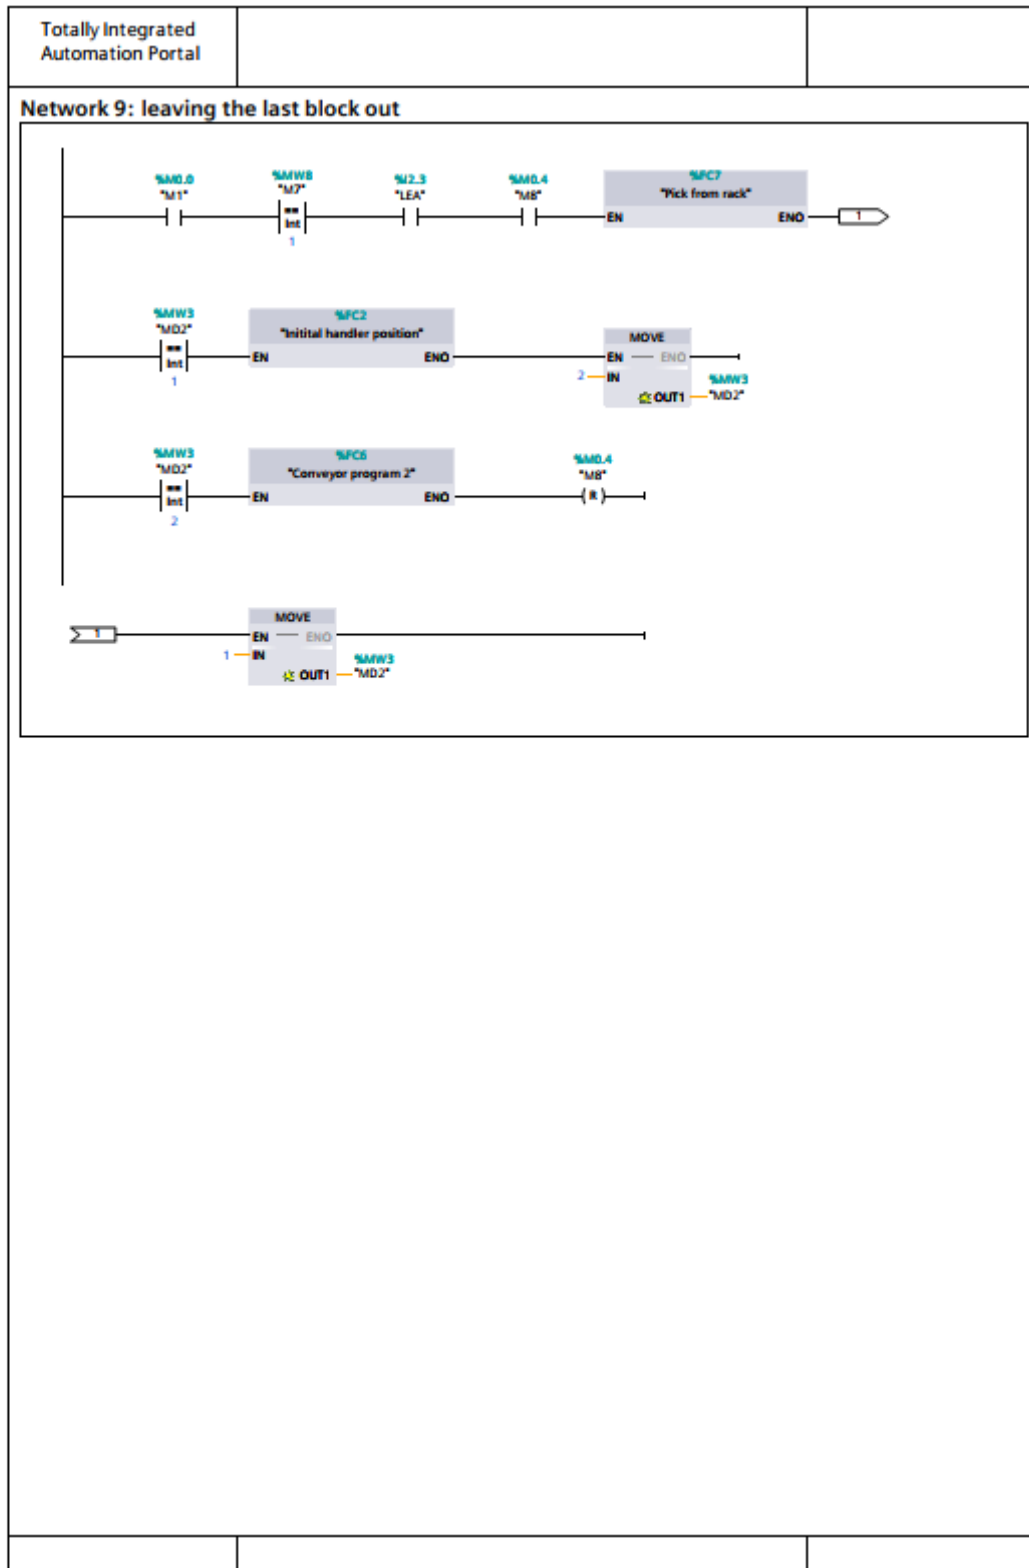 Totally Integrated
Automation Portal
Network 9: leaving the last block out
%M0.0 %MW8 %I2.3 %M0.4 %FC7
"M1" "M7" "LEA" "M8" "Pick from rack"
==
Int
1
EN ENO 1
%MW3 %FC2
"MD2" "Initital handler position" MOVE
==
Int
1
EN ENO EN ENO
2 IN %MW3
OUT1 "MD2"
%MW3 %FC6 %M0.4
"MD2" "Conveyor program 2" "M8"
==
Int
2
EN ENO R
1 MOVE
EN ENO
1 IN %MW3
OUT1 "MD2"